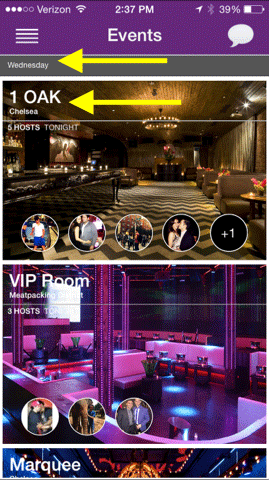 Verizon 2:37 PM 39%
Events
Wednesday
1 OAK
Chelsea
5 HOSTS TONIGHT
+1
VIP Room
Meatpacking District
3 HOSTS TONIGHT
Marquee
Chelsea